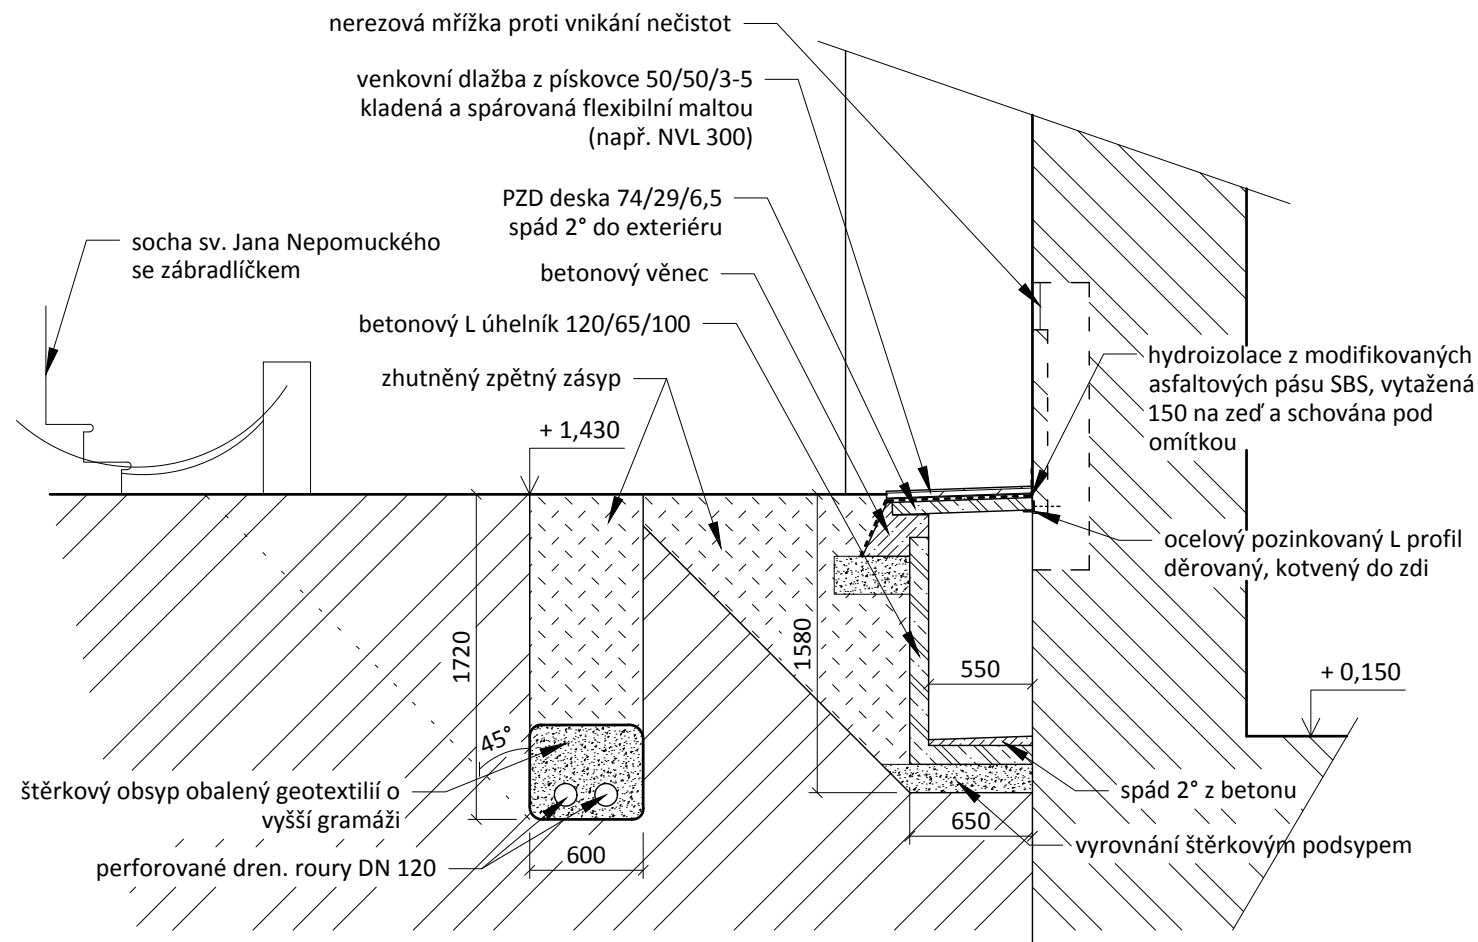 nerezová mřížka proti vnikání nečistot
venkovní dlažba z pískovce 50/50/3-5
kladená a spárovaná flexibilní maltou
(např. NVL 300)
PZD deska 74/29/6,5
spád 2° do exteriéru
socha sv. Jana Nepomuckého
se zábradlíčkem
betonový věnec
betonový L úhelník 120/65/100
zhutněný zpětný zásyp
hydroizolace z modifikovaných
asfaltových pásu SBS, vytažená
150 na zeď a schována pod
omítkou
+ 1,430
ocelový pozinkovaný L profil
děrovaný, kotvený do zdi
1720
1580
550
+ 0,150
45°
štěrkový obsyp obalený geotextilií o
vyšší gramáži
spád 2° z betonu
650
vyrovnání štěrkovým podsypem
600
perforované dren. roury DN 120